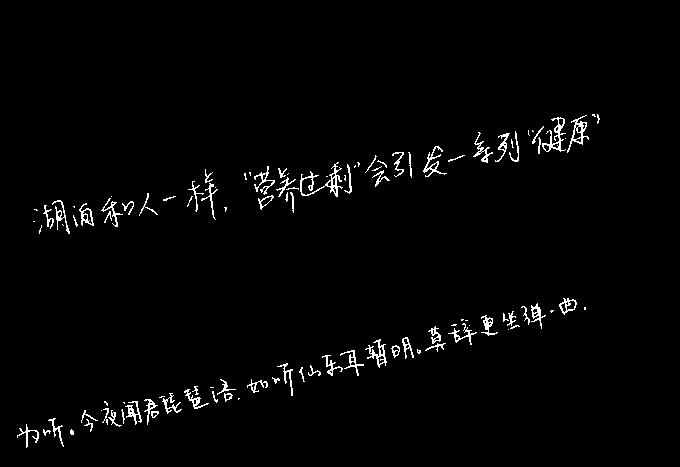 湖泊和人一样，“营养过剩”会引发一系列“健康”
为听。今夜闻君琵琶语，如听仙乐耳暂明。莫辞更坐弹一曲，